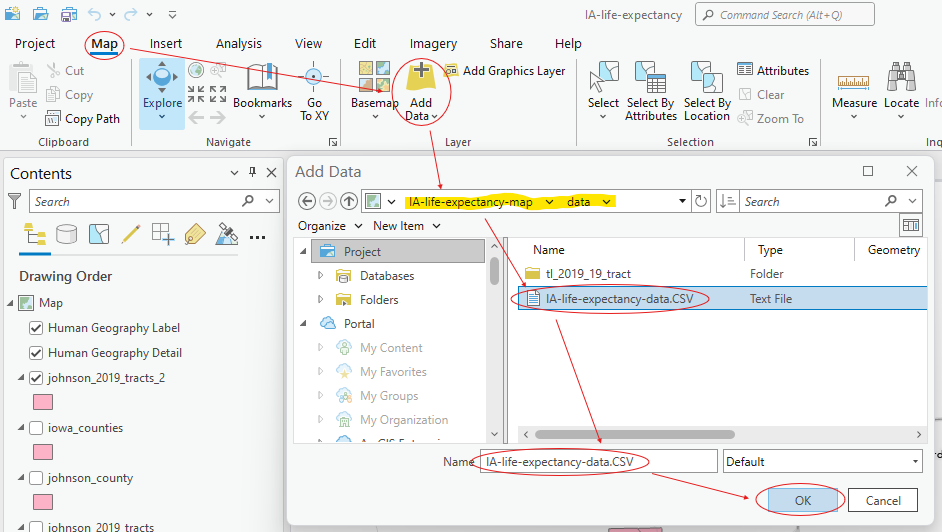 IA-life-expectancy
Command Search (Alt+Q)
Project
Map
Insert
Analysis
View
Edit
Imagery
Share
Help
Paste
Cut
Copy
Copy Path
Clipboard
Explore
Bookmarks
Go
To XY
Navigate
Basemap
Add
Data
Add Graphics Layer
Layer
Select
Select By
Attributes
Select By
Location
Attributes
Clear
Zoom To
Selection
Measure
Locate
Contents
Search
Drawing Order
Map
Human Geography Label
Human Geography Detail
johnson_2019_tracts_2
iowa_counties
johnson_county
johnson_2019_tracts
Add Data
IA-life-expectancy-map
data
Search
Organize
New Item
Project
Databases
Folders
Portal
My Content
My Favorites
My Groups
My Organization
Name
Type
Geometry
tl_2019_19_tract
Folder
IA-life-expectancy-data.CSV
Text File
Name
IA-life-expectancy-data.CSV
Default
OK
Cancel